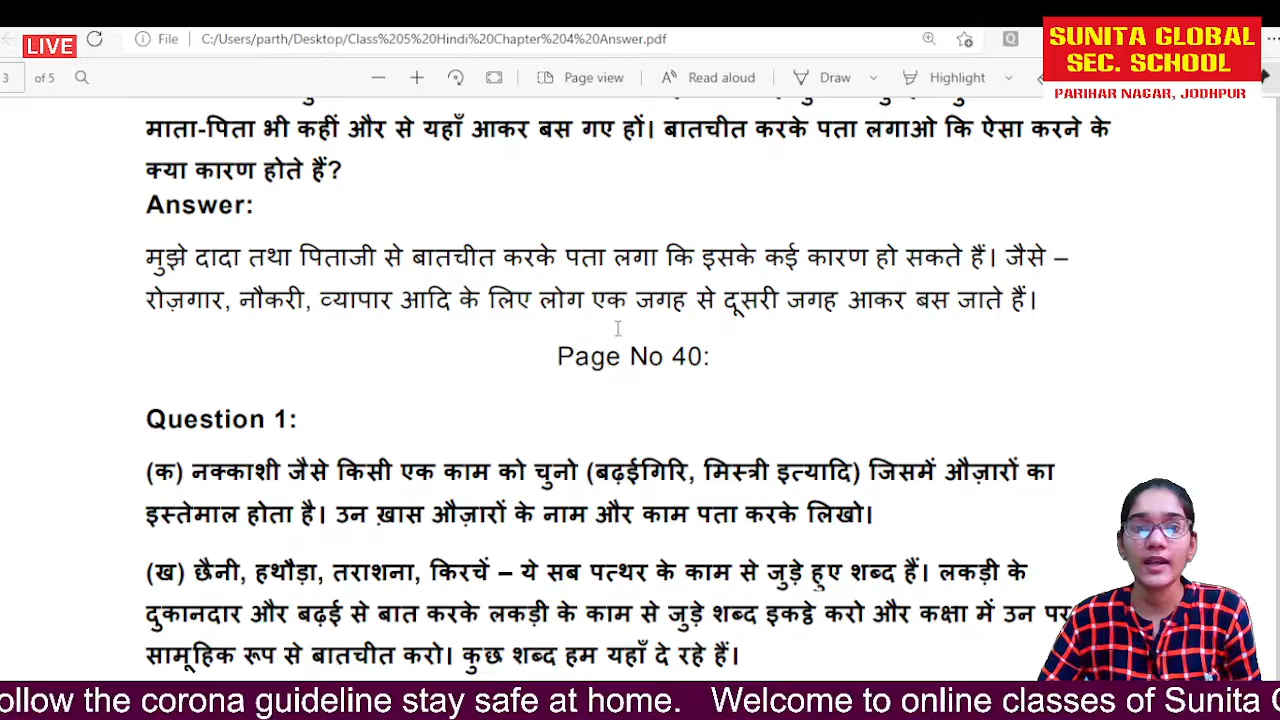 LIVE
File C:/Users/parth/Desktop/Class%205%20Hindi%20Chapter%204%20Answer.pdf
SUNITA GLOBAL
SEC. SCHOOL
PARIHAR NAGAR, JODHPUR
3 of 5 Page view Read aloud Draw Highlight
माता-पिता भी कहीं और से यहाँ आकर बस गए हों। बातचीत करके पता लगाओ कि ऐसा करने के
क्या कारण होते हैं?
Answer:
मुझे दादा तथा पिताजी से बातचीत करके पता लगा कि इसके कई कारण हो सकते हैं। जैसे –
रोज़गार, नौकरी, व्यापार आदि के लिए लोग एक जगह से दूसरी जगह आकर बस जाते हैं।
Page No 40:
Question 1:
(क) नक्काशी जैसे किसी एक काम को चुनो (बढ़ईगिरि, मिस्त्री इत्यादि) जिसमें औज़ारों का
इस्तेमाल होता है। उन ख़ास औज़ारों के नाम और काम पता करके लिखो।
(ख) छैनी, हथौड़ा, तराशना, किरचें – ये सब पत्थर के काम से जुड़े हुए शब्द हैं। लकड़ी के
दुकानदार और बढ़ई से बात करके लकड़ी के काम से जुड़े शब्द इकट्ठे करो और कक्षा में उन पर
सामूहिक रूप से बातचीत करो। कुछ शब्द हम यहाँ दे रहे हैं।
ollow the corona guideline stay safe at home. Welcome to online classes of Sunita